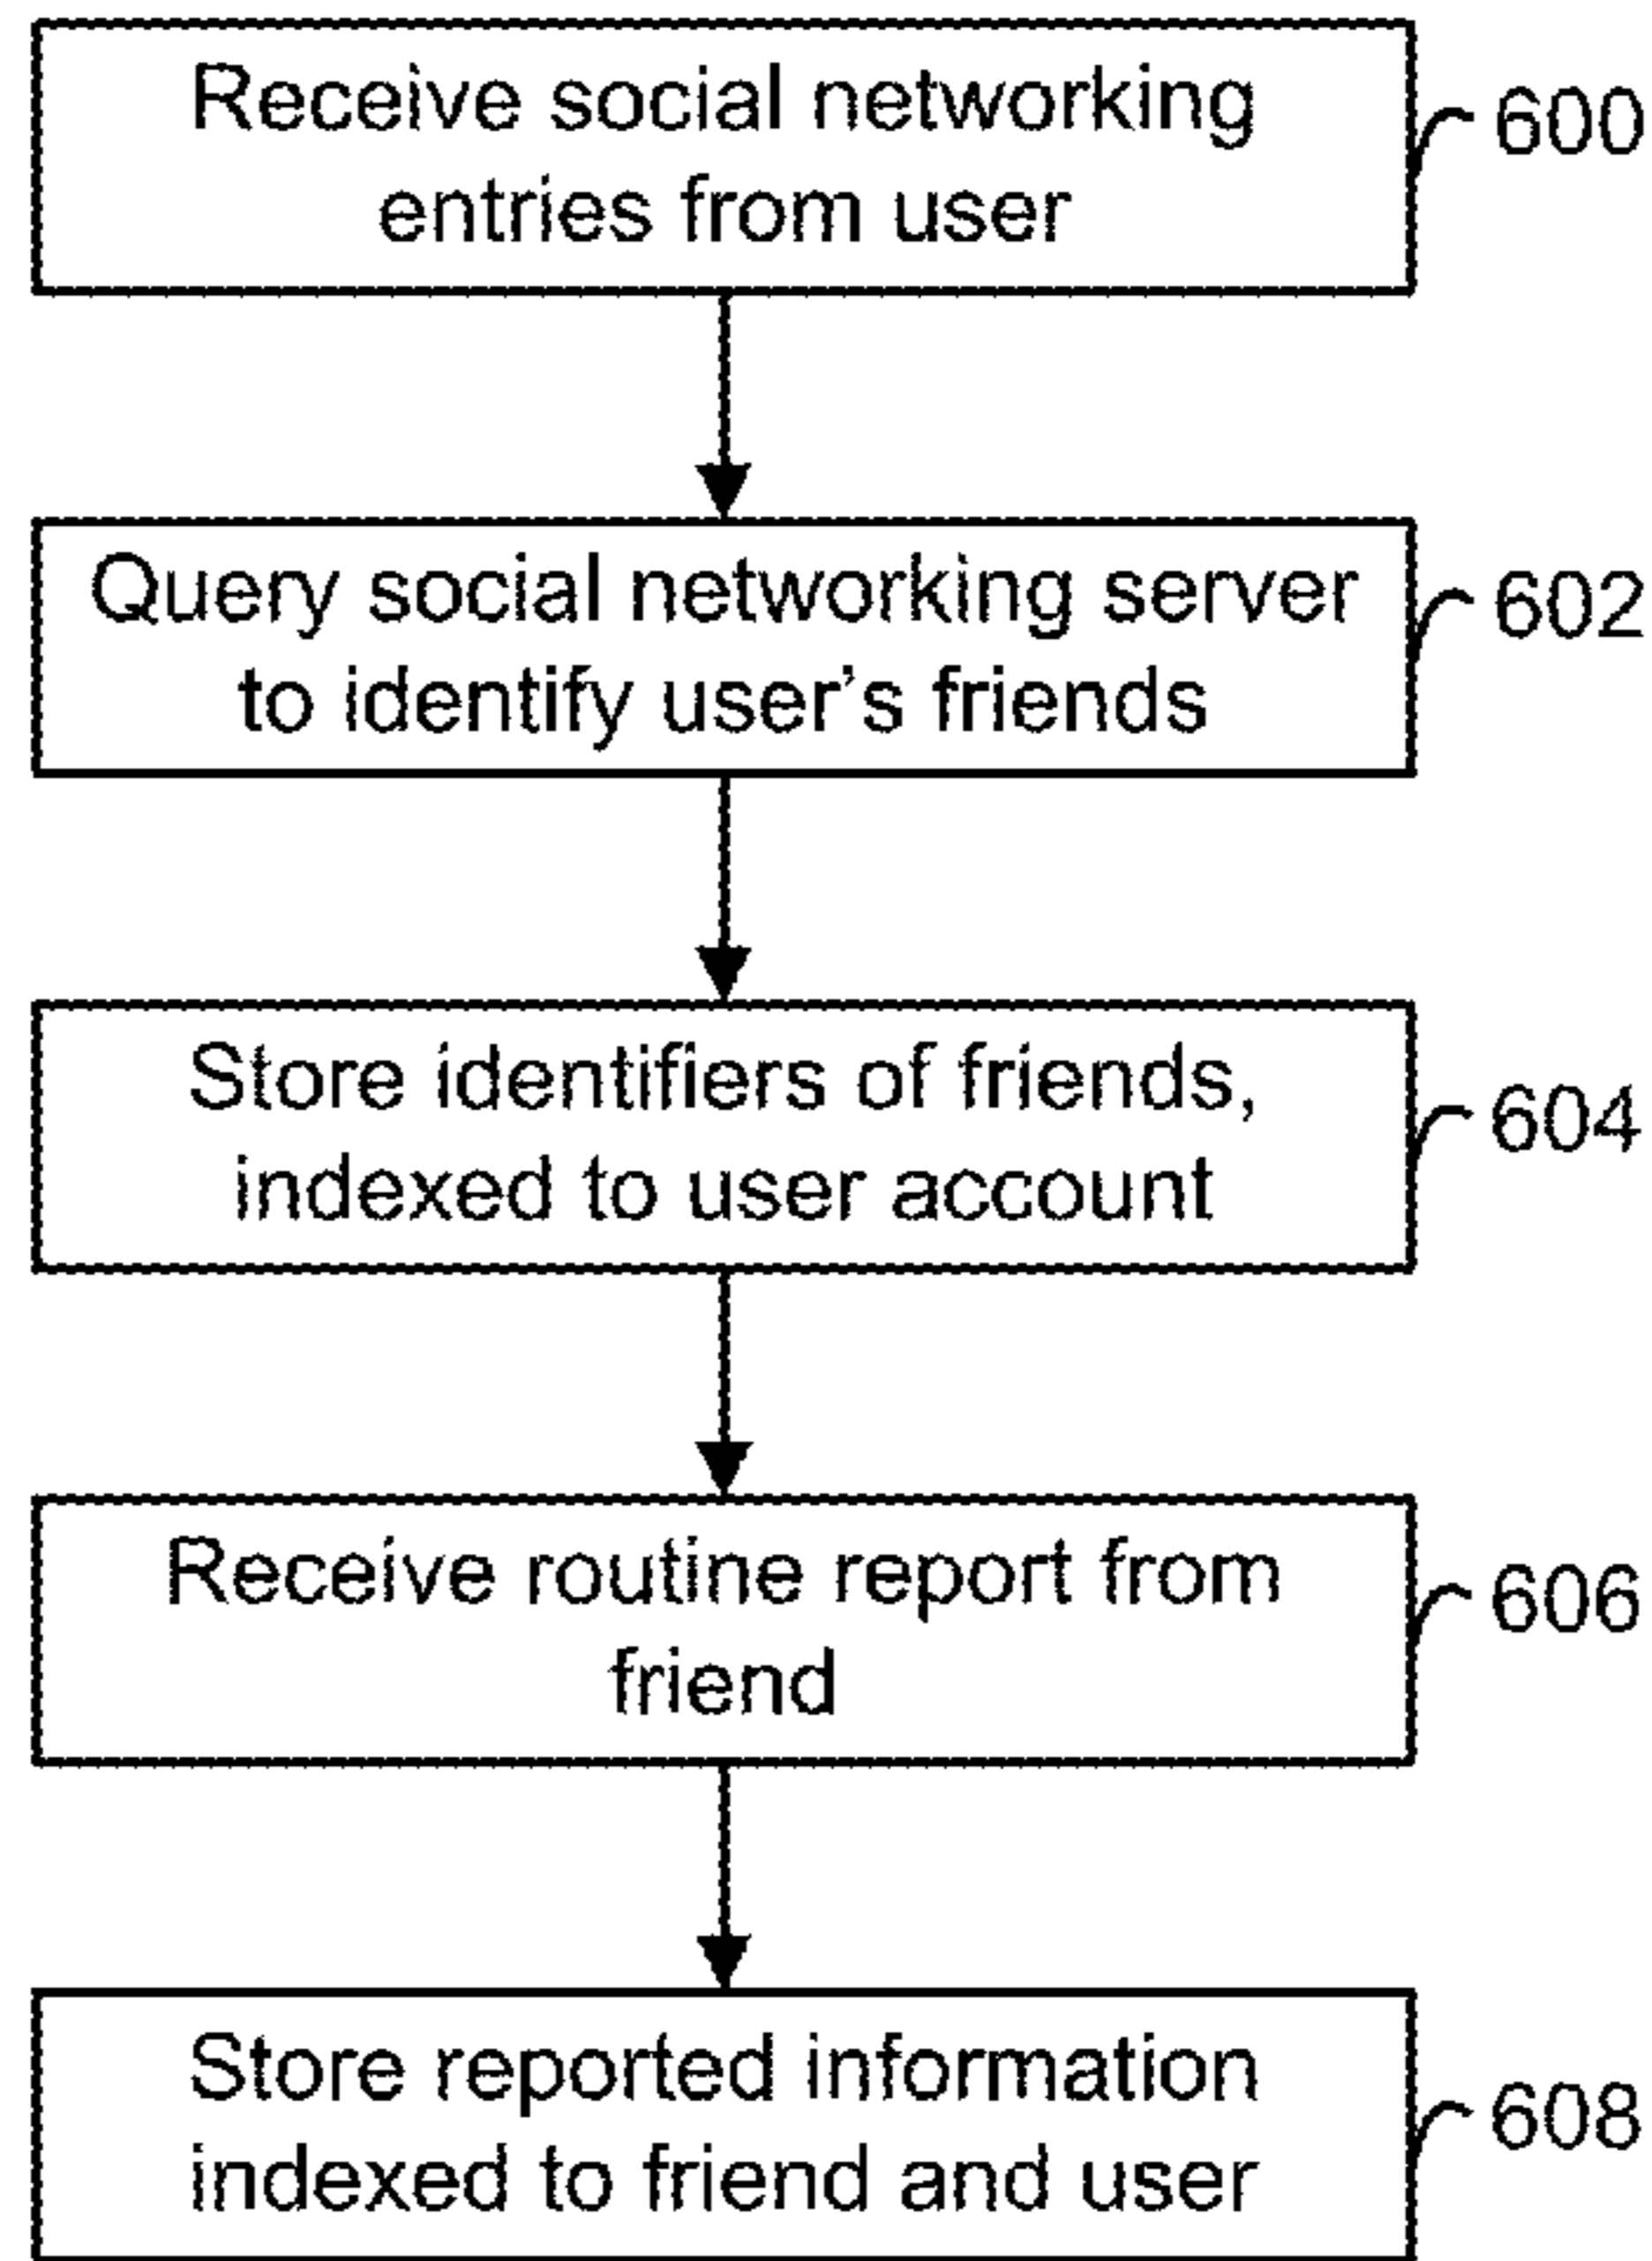 Receive social networking
entries from user
600
Query social networking server
to identify user's friends
602
Store identifiers of friends,
indexed to user account
604
Receive routine report from
friend
606
Store reported information
indexed to friend and user
608